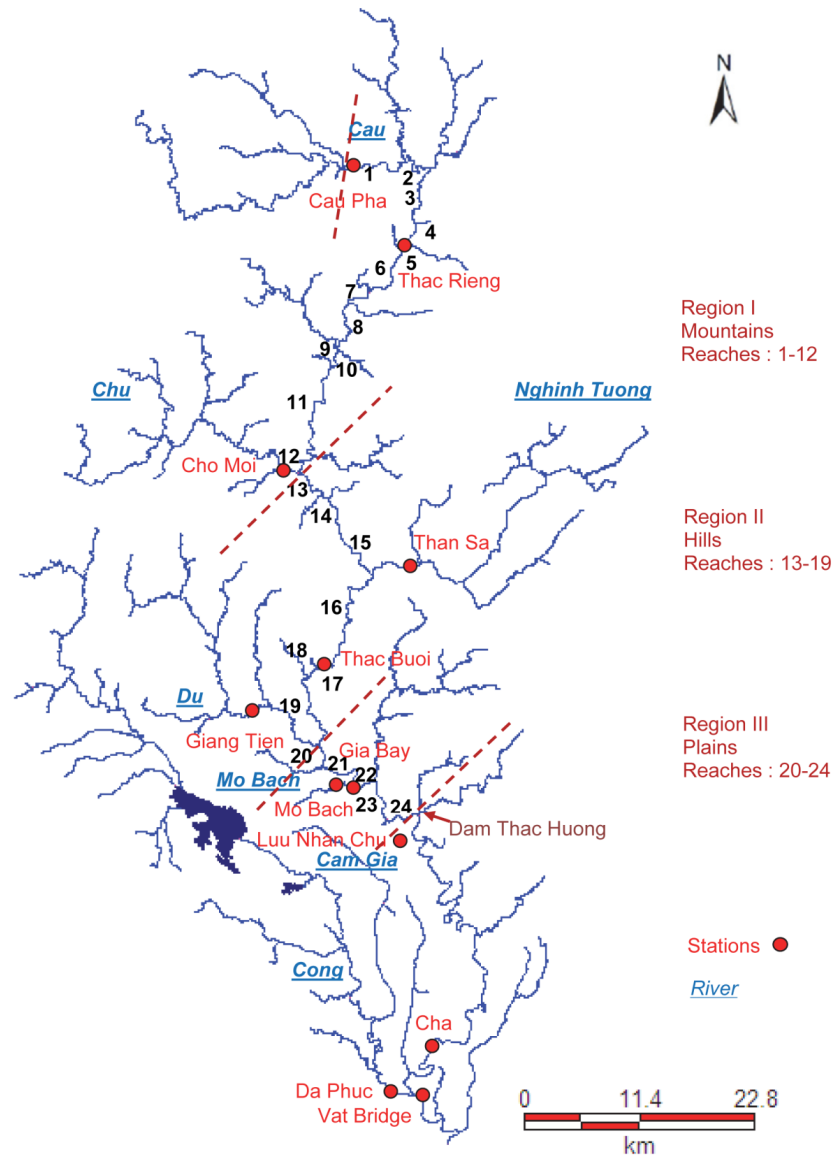 N
Cau
1
2
3
Cau Pha
4
5
6
Thac Rieng
7
8
9
10
Region I
Mountains
Reaches : 1-12
Chu
11
Nghinh Tuong
12
Cho Moi
13
14
15
Than Sa
Region II
Hills
Reaches : 13-19
16
18
Thac Buoi
17
Du
19
Giang Tien
20
Gia Bay
21
Mo Bach
22
Mo Bach
23
24
Region III
Plains
Reaches : 20-24
Dam Thac Huong
Luu Nhan Chu
Cam Gia
Stations
Cong
River
Cha
Da Phuc
Vat Bridge
0 11.4 22.8
km